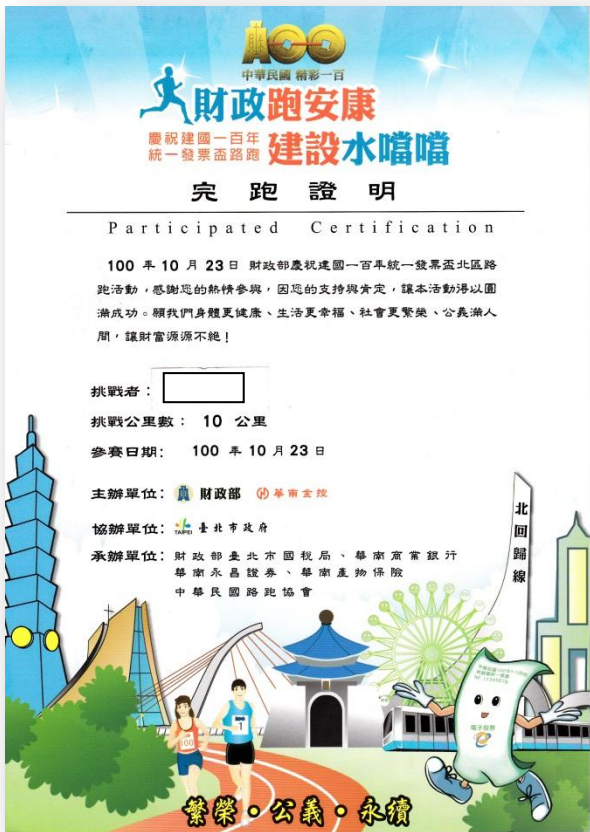 100
中華民國 精彩一百
財政跑安康
慶祝建國一百年
統一發票盃路跑
建設水噹噹
完跑證明
Participated Certification
100 年 10 月 23 日 財政部慶祝建國一百年統一發票盃北區路
跑活動，感謝您的熱情參與，因您的支持與肯定，讓本活動得以圓
滿成功。願我們身體更健康、生活更幸福、社會更繁榮、公義滿人
間，讓財富源源不絕！
挑戰者：
挑戰公里數： 10 公里
參賽日期： 100 年 10 月 23 日
主辦單位： 財政部 華南金控
協辦單位： TAIPEI 臺北市政府
承辦單位： 財政部臺北市國稅局、華南商業銀行
華南永昌證券、華南產物保險
中華民國路跑協會
北回歸線
電子發票
100
1
繁榮・公義・永續